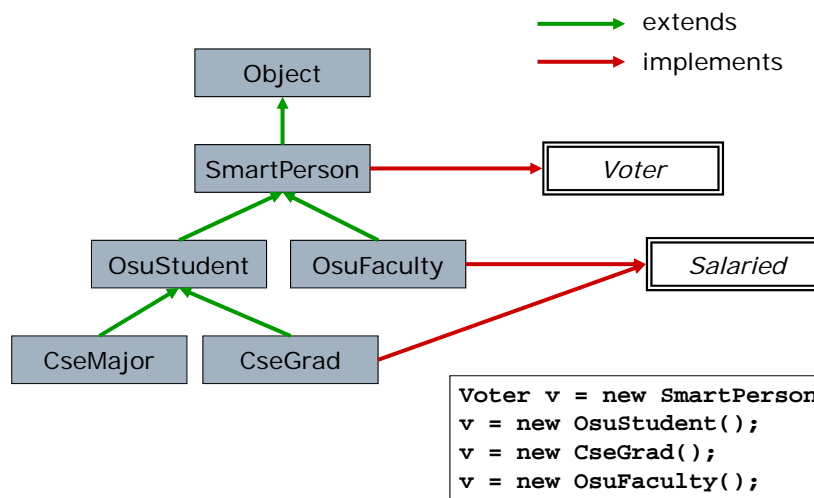 extends
implements
Object
SmartPerson
Voter
OsuStudent
OsuFaculty
Salaried
CseMajor
CseGrad
Voter v = new SmartPerson
v = new OsuStudent();
v = new CseGrad();
v = new OsuFaculty();